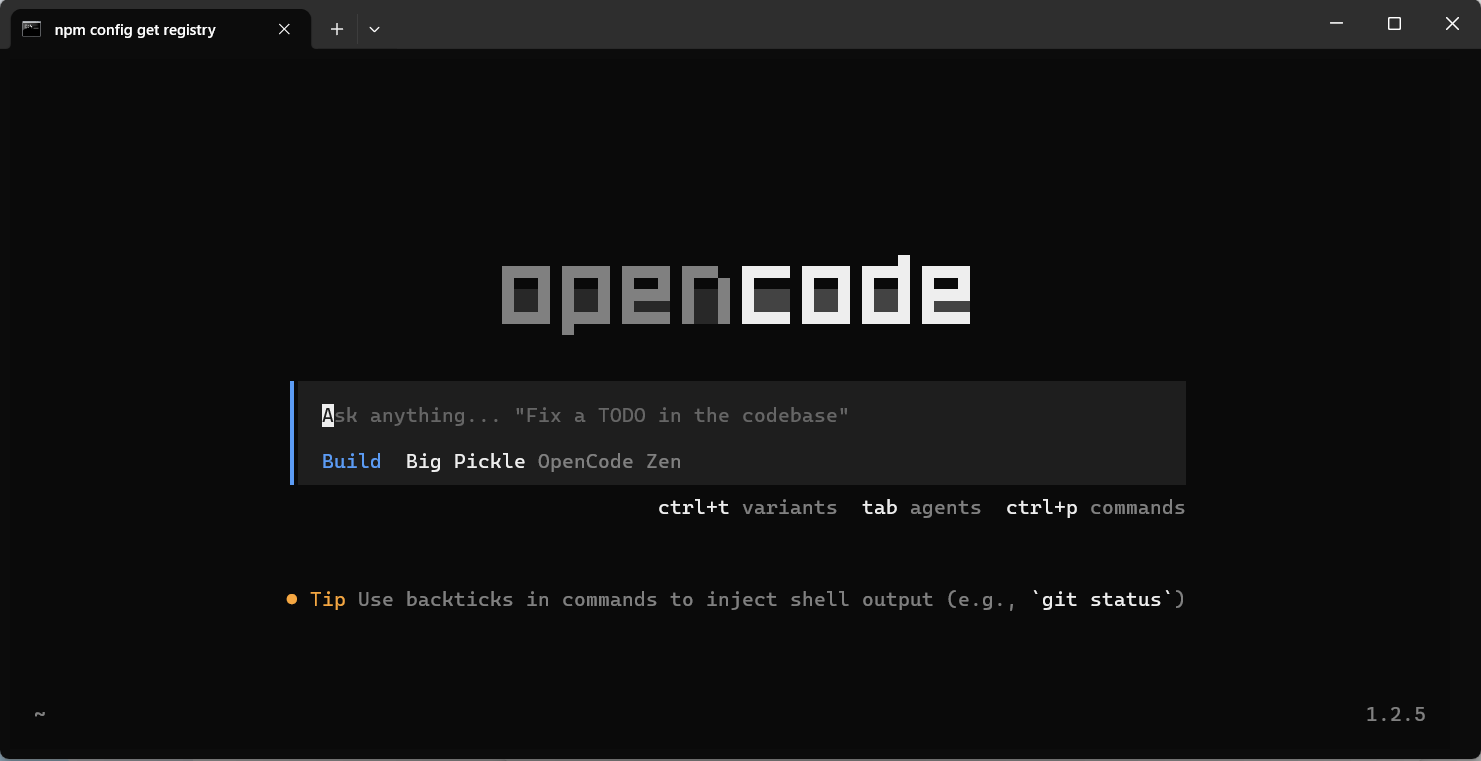 npm config get registry
opencode
Ask anything... "Fix a TODO in the codebase"
Build Big Pickle OpenCode Zen
ctrl+t variants tab agents ctrl+p commands
● Tip Use backticks in commands to inject shell output (e.g., `git status`)
~ 1.2.5